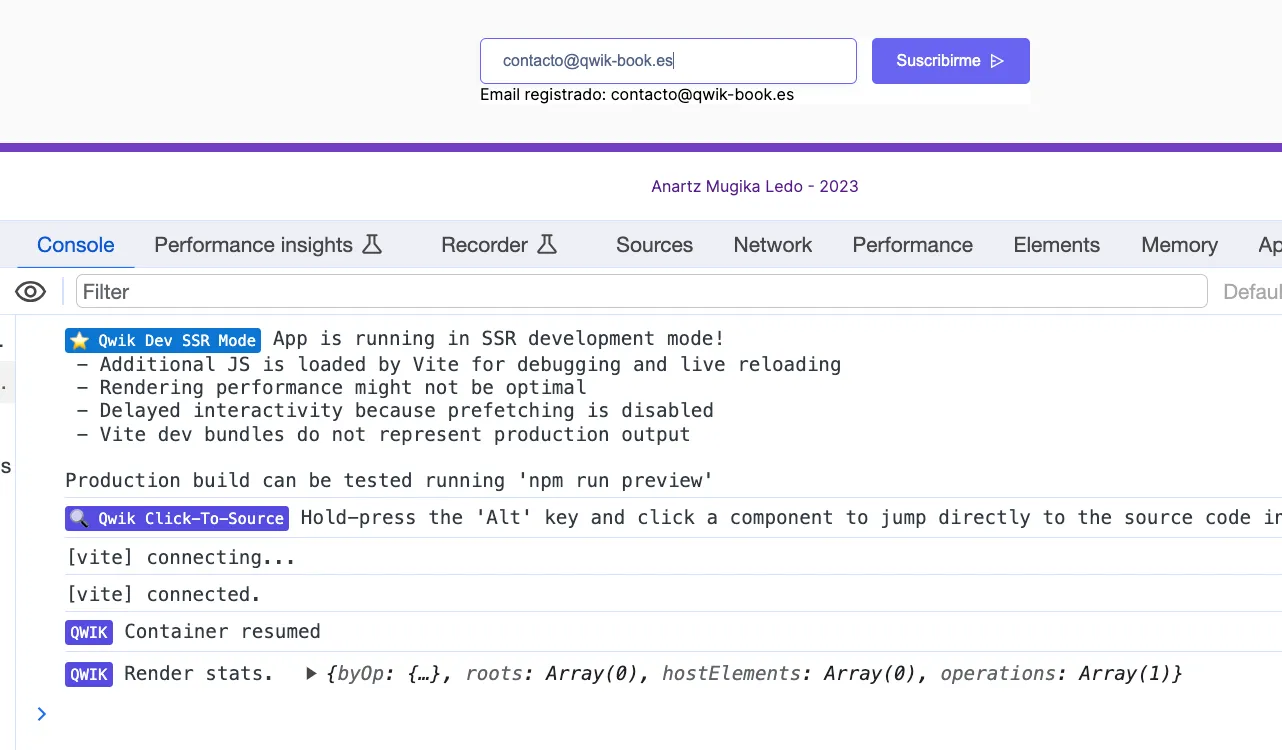 contacto@qwik-book.es
Suscribirme
Email registrado: contacto@qwik-book.es
Anartz Mugika Ledo - 2023
Console Performance insights Recorder Sources Network Performance Elements Memory Ap
Filter Defaul
Qwik Dev SSR Mode App is running in SSR development mode!
– Additional JS is loaded by Vite for debugging and live reloading
– Rendering performance might not be optimal
– Delayed interactivity because prefetching is disabled
– Vite dev bundles do not represent production output
s
Production build can be tested running 'npm run preview'
Qwik Click-To-Source Hold-press the 'Alt' key and click a component to jump directly to the source code in
[vite] connecting...
[vite] connected.
QWIK Container resumed
QWIK Render stats. ▶ {byOp: {…}, roots: Array(0), hostElements: Array(0), operations: Array(1)}